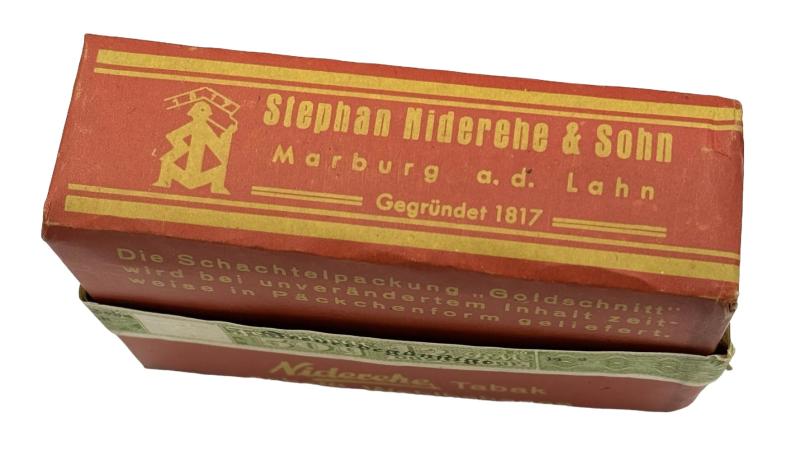 1817
Stephan Niderehe & Sohn
Marburg a.d. Lahn
Gegründet 1817
Die Schachtelpackung „Goldschnitt"
wird bei unverändertem Inhalt zeit-
weise in Päckchenform geliefert.
Niderehe Tabak